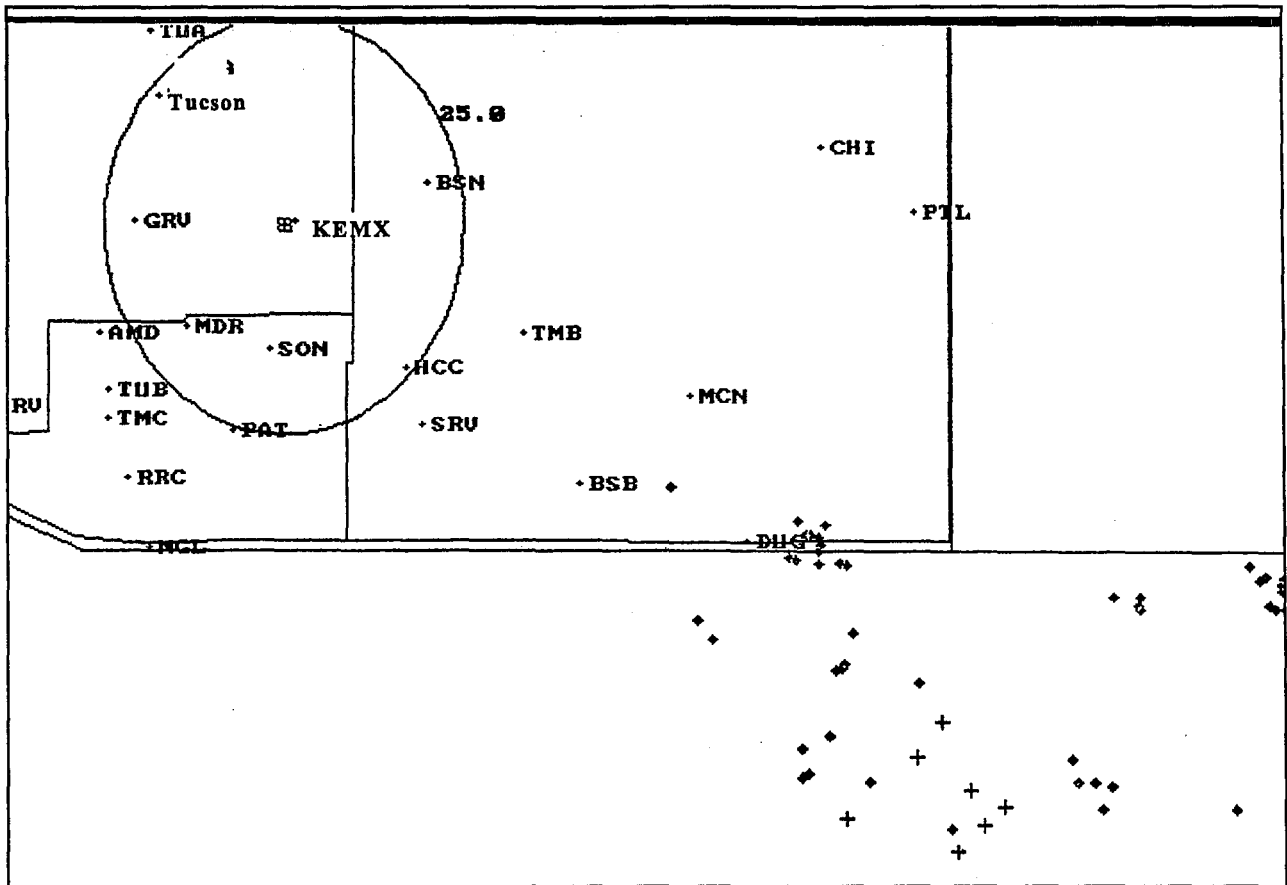 TUA
Tucson
25.0
CHI
BSN
PTL
GRV
KEMX
AMD
MDR
TMB
SON
HCC
TUB
MCN
RV
TMC
PAT
SRV
RRC
BSB
DUG